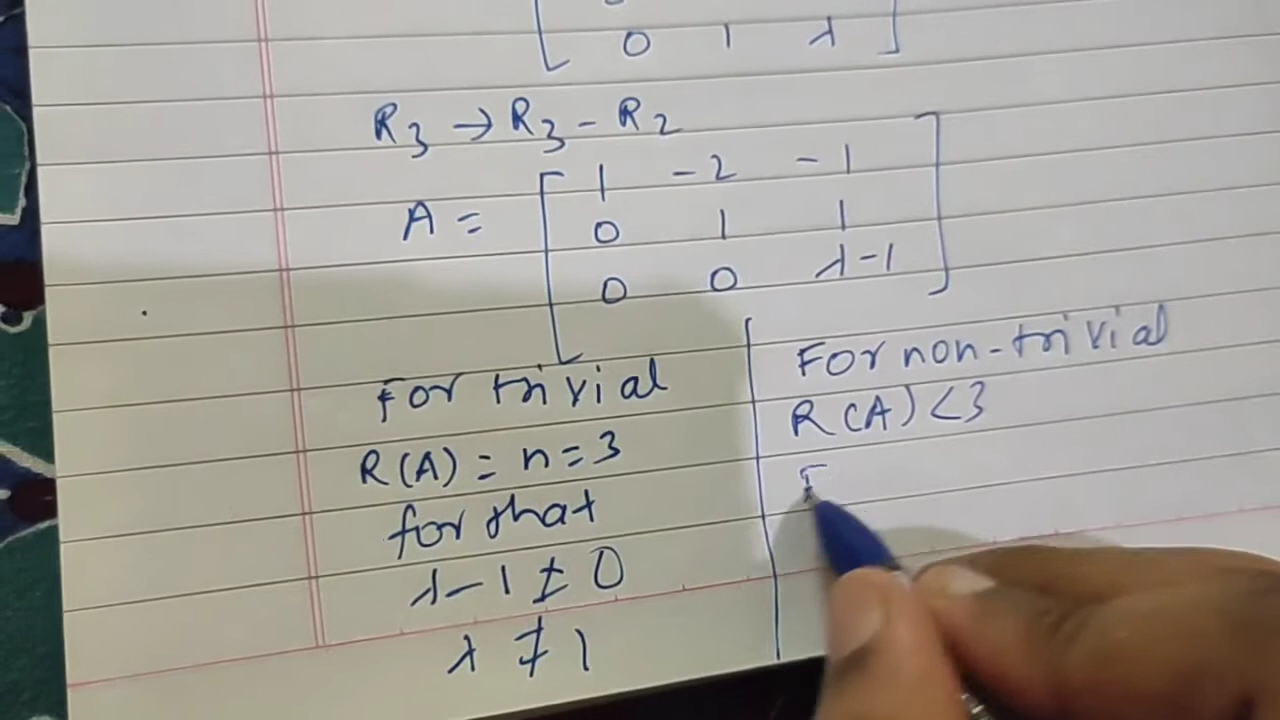 0 1 λ
R3 → R3 - R2
A = [ 1 -2 -1
0 1 1
0 0 λ-1 ]
For trivial
R(A) = n = 3
for that
λ-1 ≠ 0
λ ≠ 1
For non-trivial
R(A) < 3